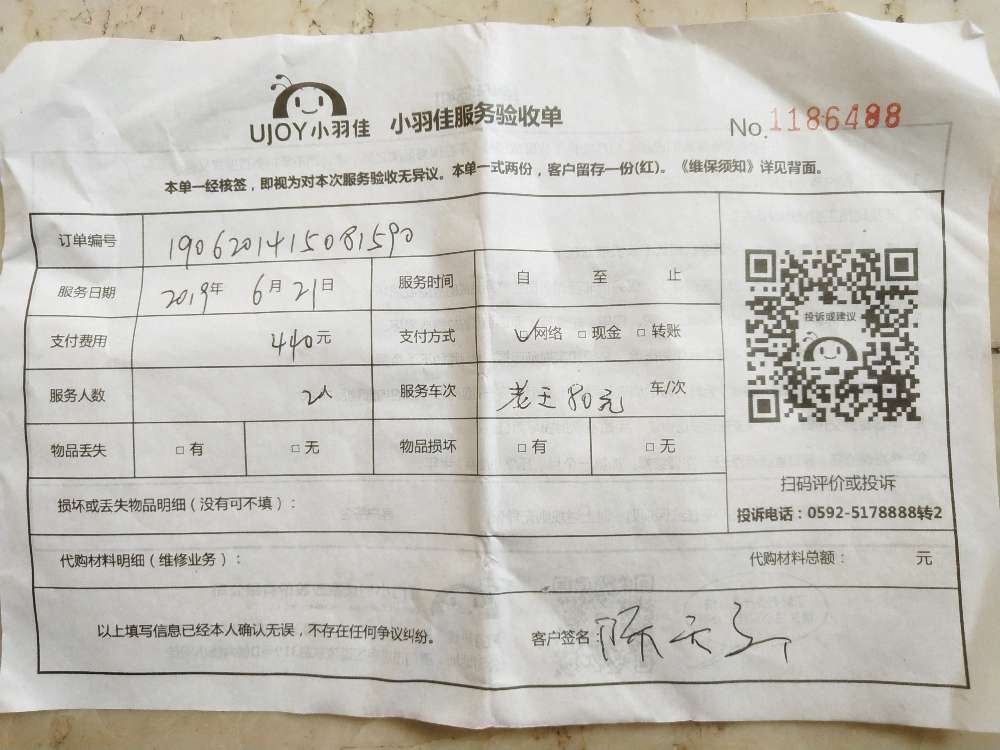 UJOY小羽佳 小羽佳服务验收单 No.1186488
本单一经核签，即视为对本次服务验收无异议。本单一式两份，客户留存一份(红)。《维保须知》详见背面。
订单编号 1906201415081590
服务日期 2019年 6月21日 服务时间 自 至 止
支付费用 440元 支付方式 ☑网络 □现金 □转账
投诉或建议
服务人数 2人 服务车次 老王80元 车/次
物品丢失 □有 □无 物品损坏 □有 □无
扫码评价或投诉
损坏或丢失物品明细（没有可不填）：
投诉电话：0592-5178888转2
代购材料明细（维修业务）： 代购材料总额： 元
以上填写信息已经本人确认无误，不存在任何争议纠纷。 客户签名：陈